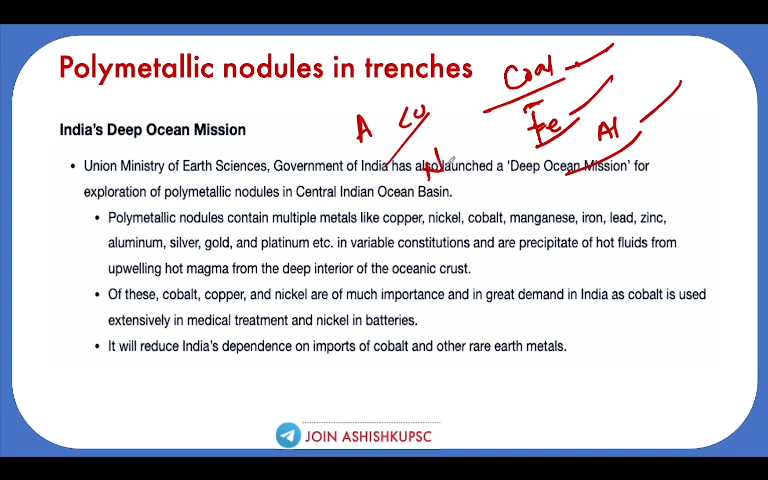 Polymetallic nodules in trenches
Coal
Fe
Al
A
Cu
N
India's Deep Ocean Mission
• Union Ministry of Earth Sciences, Government of India has also launched a 'Deep Ocean Mission' for
exploration of polymetallic nodules in Central Indian Ocean Basin.
• Polymetallic nodules contain multiple metals like copper, nickel, cobalt, manganese, iron, lead, zinc,
aluminum, silver, gold, and platinum etc. in variable constitutions and are precipitate of hot fluids from
upwelling hot magma from the deep interior of the oceanic crust.
• Of these, cobalt, copper, and nickel are of much importance and in great demand in India as cobalt is used
extensively in medical treatment and nickel in batteries.
• It will reduce India's dependence on imports of cobalt and other rare earth metals.
JOIN ASHISHKUPSC